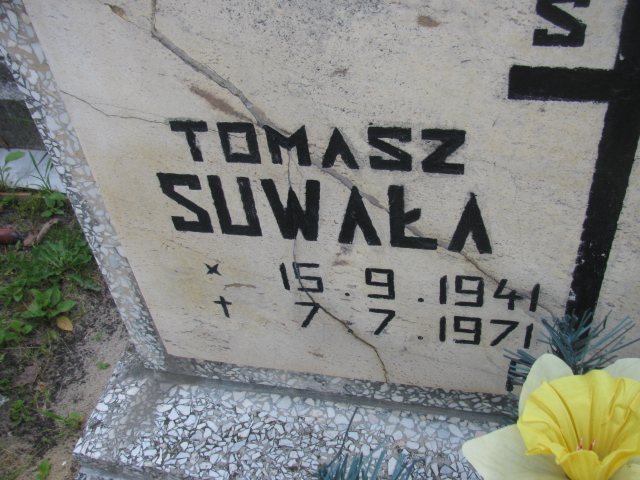 TOMASZ
SUWAŁA
* 15.9.1941
† 7.7.1971